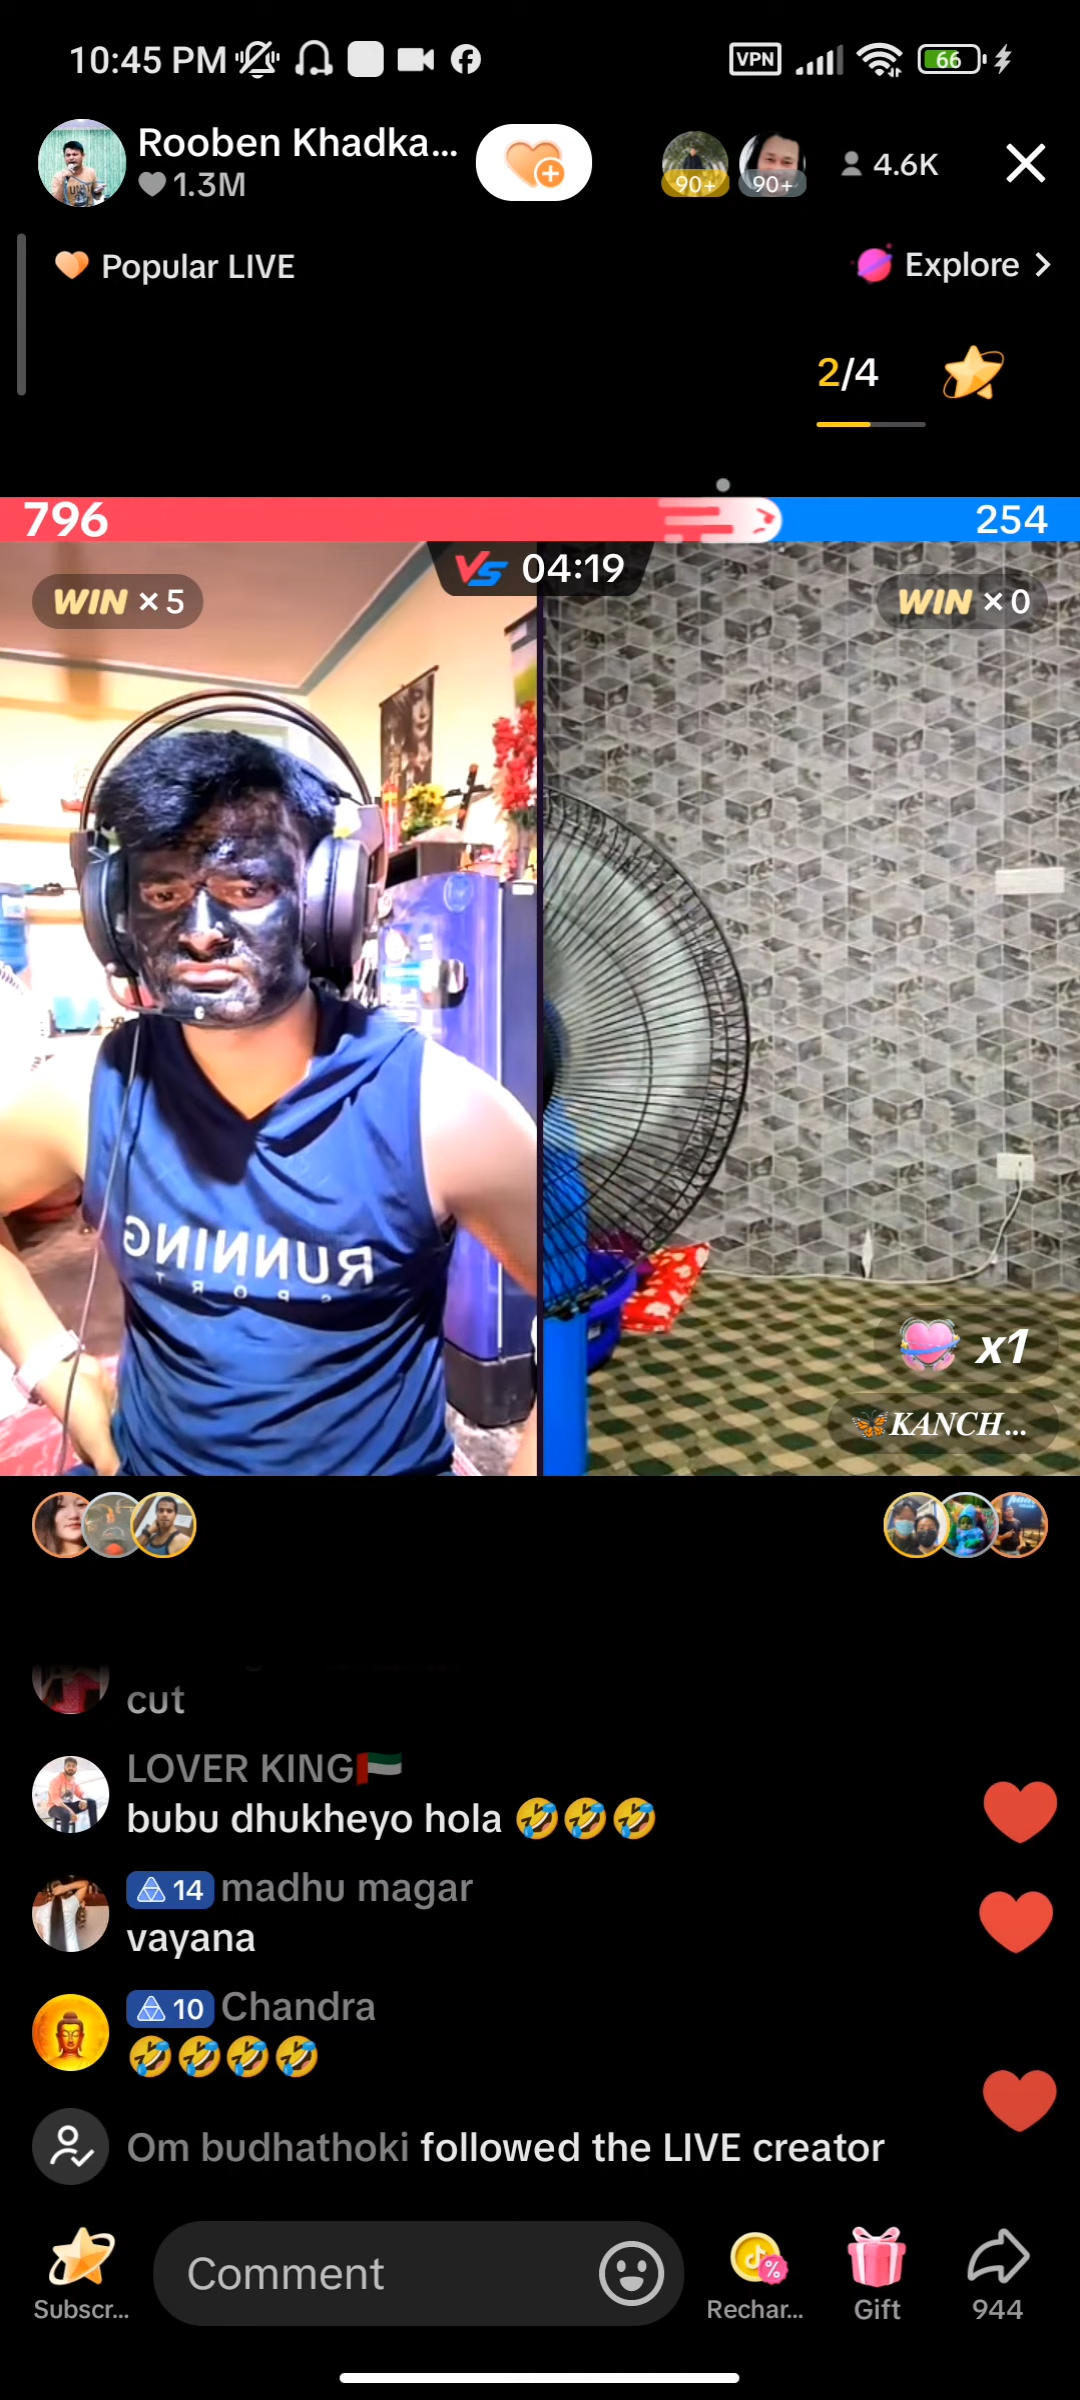 10:45 PM
VPN
66
Rooben Khadka...
1.3M
90+
90+
4.6K
Popular LIVE
Explore
2/4
796
254
VS 04:19
WIN ×5
WIN ×0
RUNNING
SPORT
x1
🦋KANCH...
cut
LOVER KING🇦🇪
bubu dhukheyo hola 🤣🤣🤣
14 madhu magar
vayana
10 Chandra
🤣🤣🤣🤣
Om budhathoki followed the LIVE creator
Comment
Subscr...
Rechar...
Gift
944